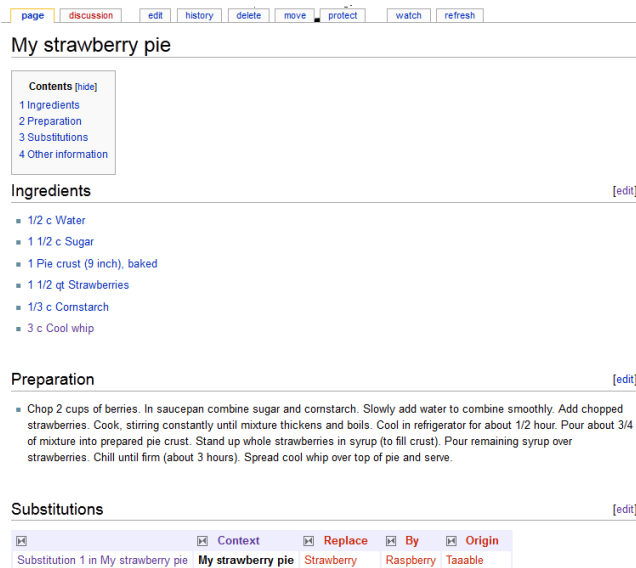 page discussion edit history delete move protect watch refresh
My strawberry pie
Contents [hide]
1 Ingredients
2 Preparation
3 Substitutions
4 Other information
Ingredients [edit]
1/2 c Water
1 1/2 c Sugar
1 Pie crust (9 inch), baked
1 1/2 qt Strawberries
1/3 c Cornstarch
3 c Cool whip
Preparation [edit]
Chop 2 cups of berries. In saucepan combine sugar and cornstarch. Slowly add water to combine smoothly. Add chopped
strawberries. Cook, stirring constantly until mixture thickens and boils. Cool in refrigerator for about 1/2 hour. Pour about 3/4
of mixture into prepared pie crust. Stand up whole strawberries in syrup (to fill crust). Pour remaining syrup over
strawberries. Chill until firm (about 3 hours). Spread cool whip over top of pie and serve.
Substitutions [edit]
Context Replace By Origin
Substitution 1 in My strawberry pie My strawberry pie Strawberry Raspberry Taaable